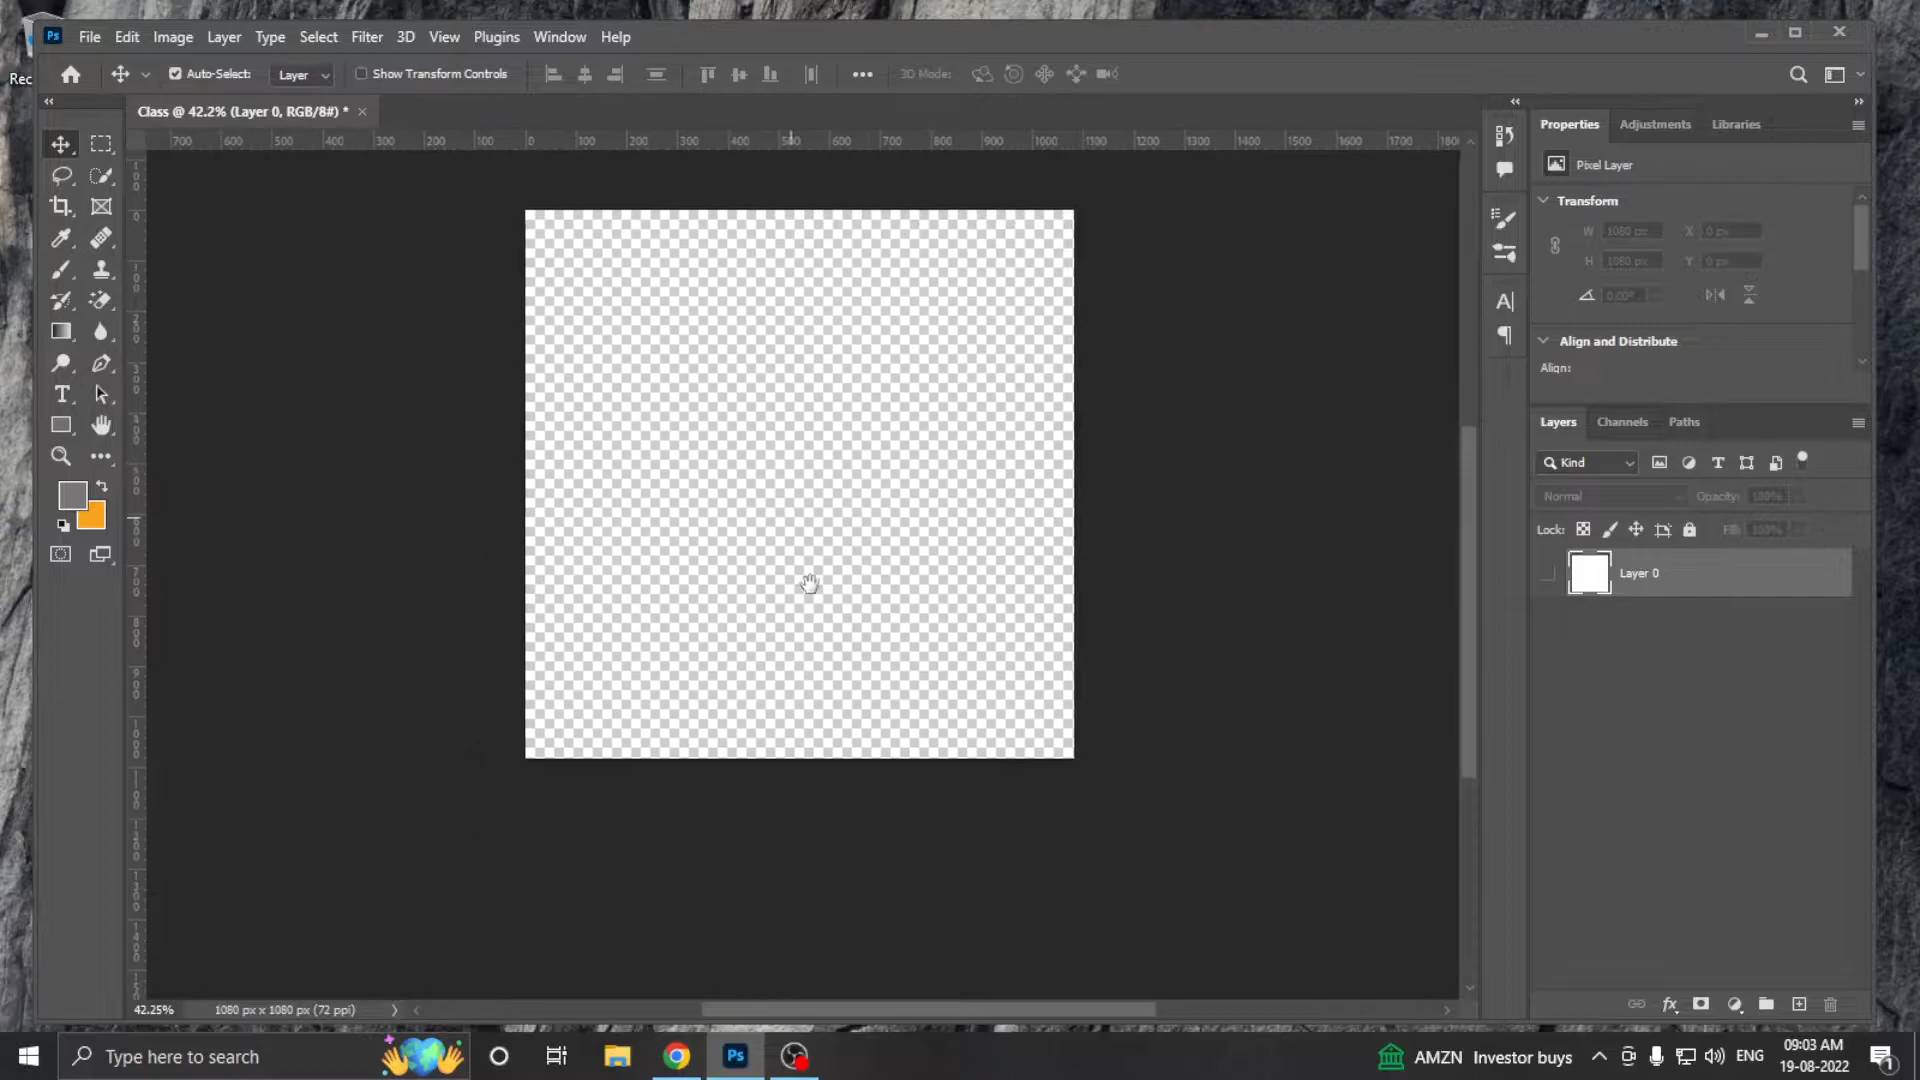 Rec
Ps File Edit Image Layer Type Select Filter 3D View Plugins Window Help
Auto-Select: Layer Show Transform Controls 3D Mode:
Class @ 42.2% (Layer 0, RGB/8#) * ×
700 600 500 400 300 200 100 0 100 200 300 400 500 600 700 800 900 1000 1100 1200 1300 1400 1500 1600 1700 1800
Properties Adjustments Libraries
Pixel Layer
Transform
W 1080 px X 0 px
H 1080 px Y 0 px
0.00°
Align and Distribute
Align:
Layers Channels Paths
Kind
Normal Opacity: 100%
Lock: Fill: 100%
Layer 0
42.25% 1080 px x 1080 px (72 ppi)
Type here to search
Ps
AMZN Investor buys
ENG
09:03 AM
19-08-2022
1